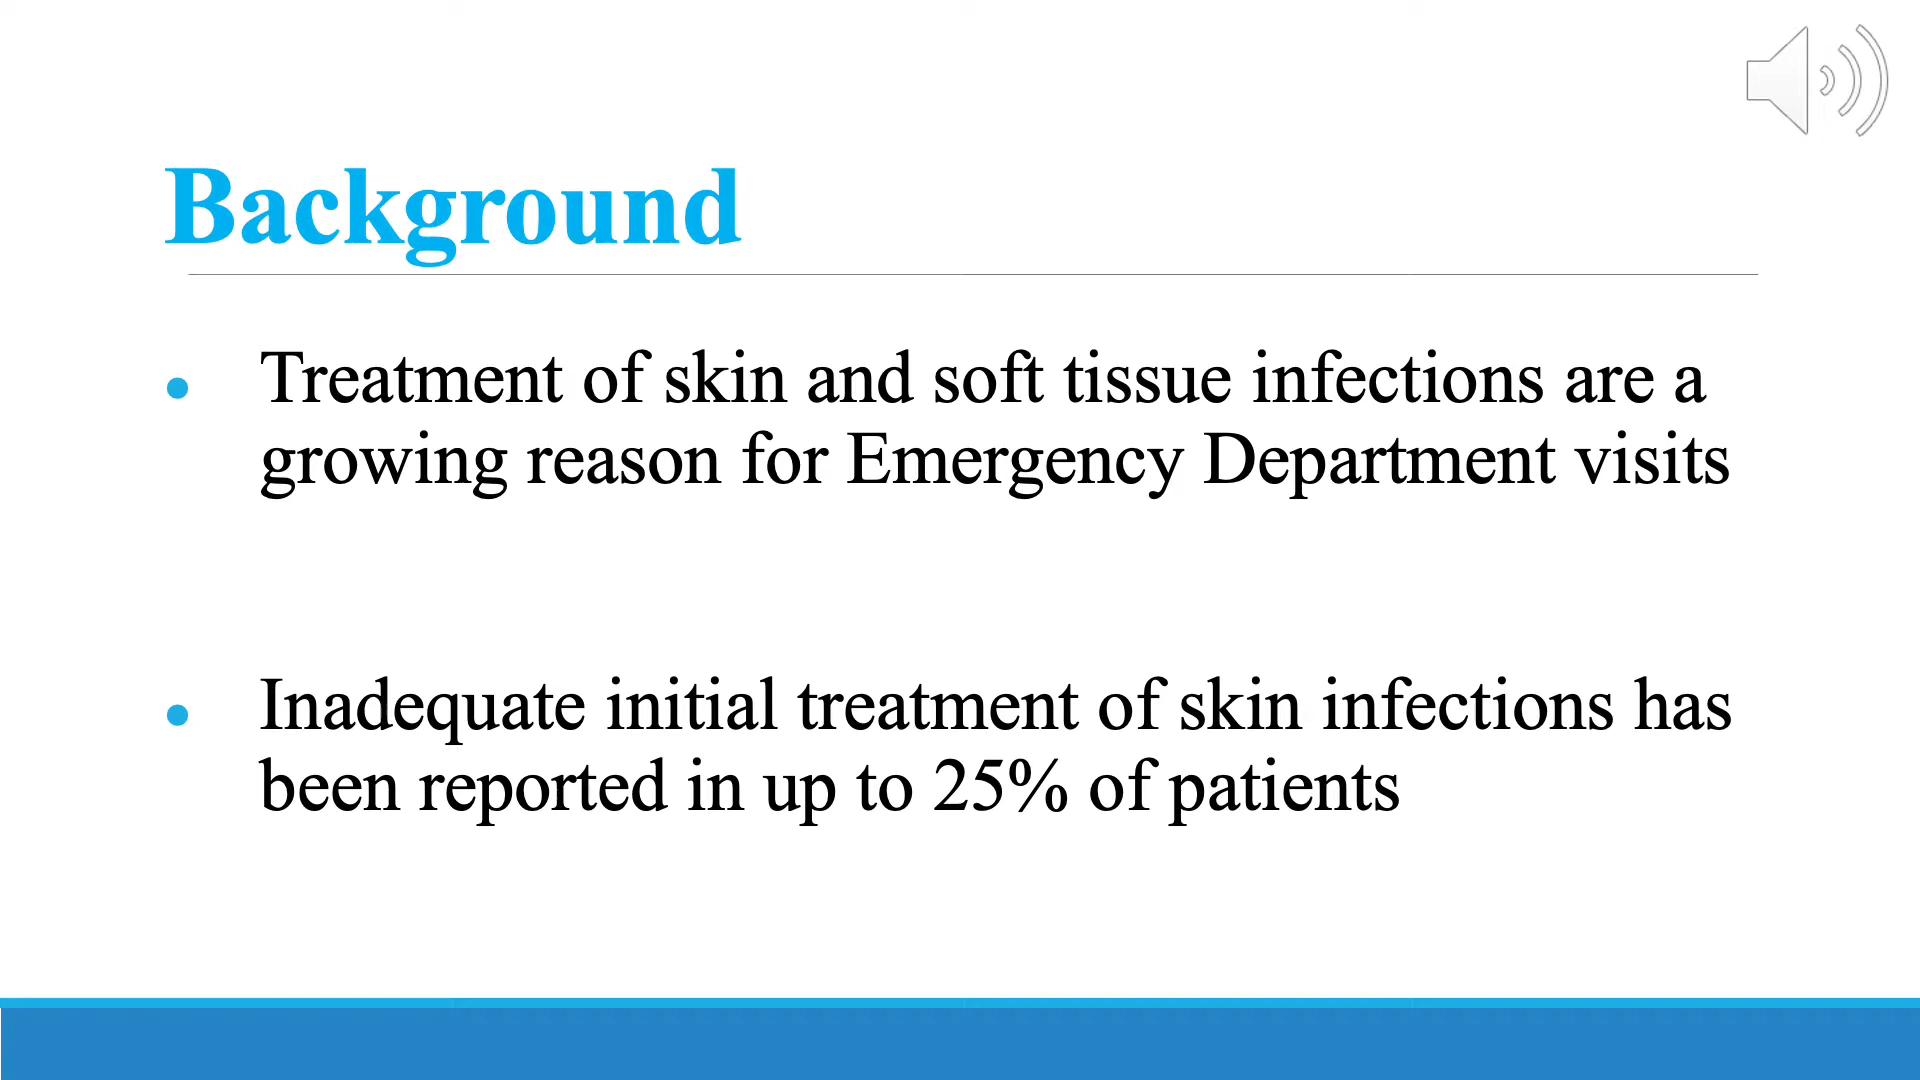 Background
• Treatment of skin and soft tissue infections are a
growing reason for Emergency Department visits
• Inadequate initial treatment of skin infections has
been reported in up to 25% of patients